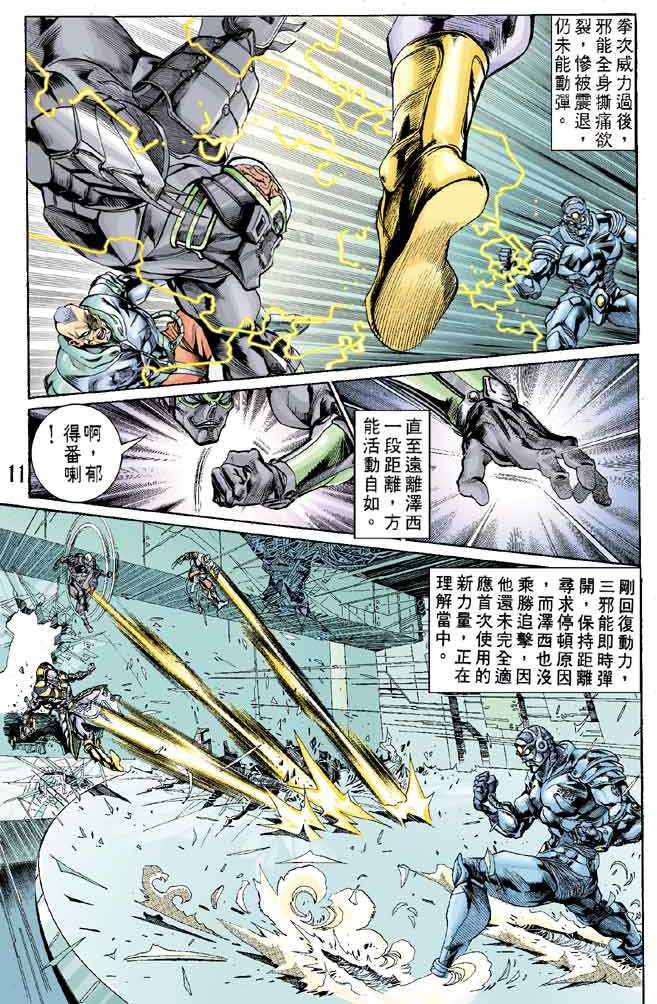 拳次威力過後，
邪能全身撕痛欲
裂，慘被震退，
仍未能動彈。
直至遠離澤西
一段距離，方
能活動自如。
啊，郁
得番喇
！
11
剛回復動力，
三邪能即時彈
開，保持距離
尋求停頓原因
，而澤西也沒
乘勝追擊，因
他還未完全適
應首次使用的
新力量，正在
理解當中。